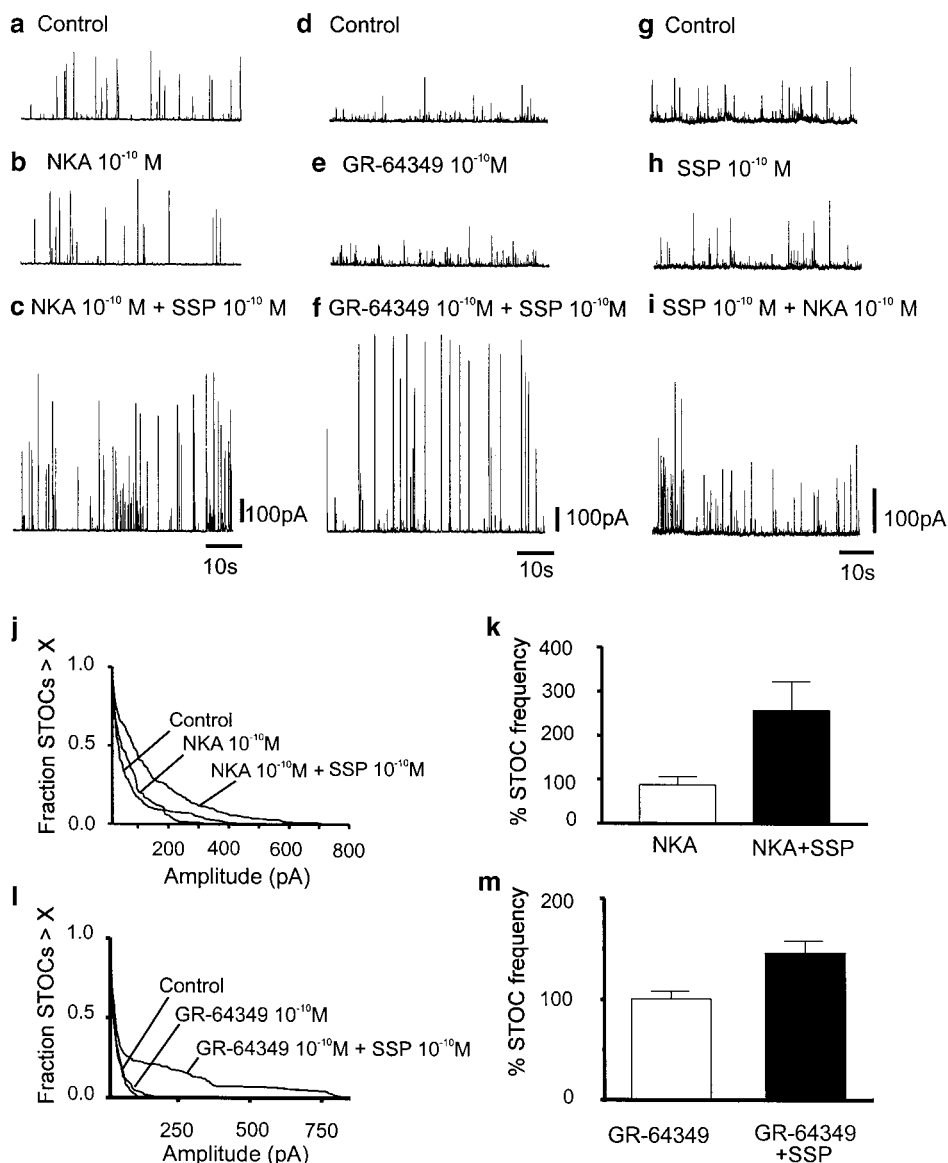 a Control
b NKA 10⁻¹⁰ M
c NKA 10⁻¹⁰ M + SSP 10⁻¹⁰ M
100pA
10s
d Control
e GR-64349 10⁻¹⁰M
f GR-64349 10⁻¹⁰M + SSP 10⁻¹⁰M
100pA
10s
g Control
h SSP 10⁻¹⁰ M
i SSP 10⁻¹⁰ M + NKA 10⁻¹⁰ M
100pA
10s
j
Fraction STOCs > X
1.0
0.5
0.0
Control
NKA 10⁻¹⁰M
NKA 10⁻¹⁰M + SSP 10⁻¹⁰M
200 400 600 800
Amplitude (pA)
k
% STOC frequency
400
300
200
100
0
NKA NKA+SSP
l
Fraction STOCs > X
1.0
0.5
0.0
Control
GR-64349 10⁻¹⁰M
GR-64349 10⁻¹⁰M + SSP 10⁻¹⁰M
250 500 750
Amplitude (pA)
m
% STOC frequency
200
100
0
GR-64349 GR-64349
+SSP